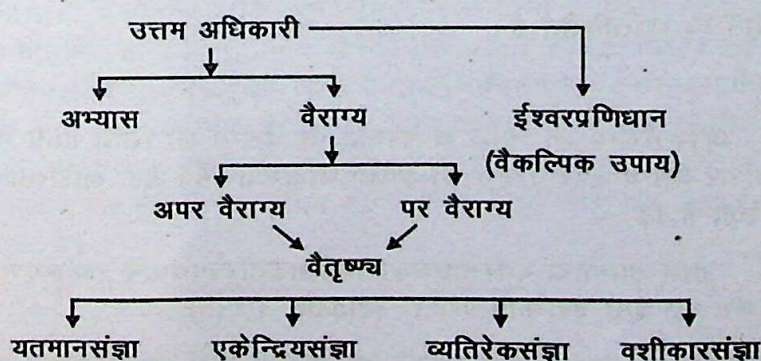 उत्तम अधिकारी
अभ्यास वैराग्य ईश्वरप्रणिधान
(वैकल्पिक उपाय)
अपर वैराग्य पर वैराग्य
वैतृष्ण्य
यतमानसंज्ञा एकेन्द्रियसंज्ञा व्यतिरेकसंज्ञा वशीकारसंज्ञा